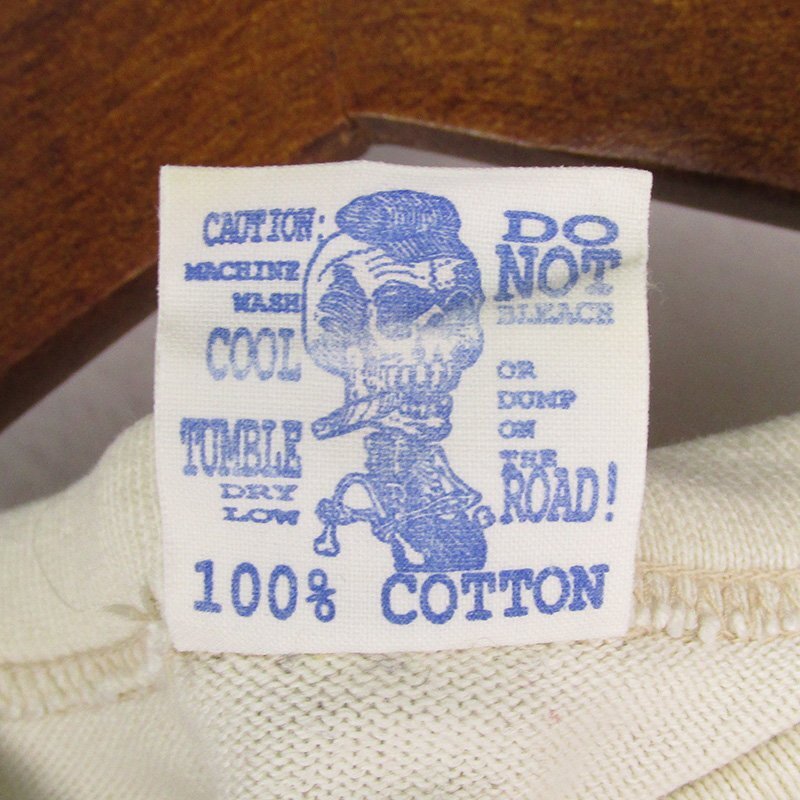 CAUTION:
MACHINE
WASH
COOL
TUMBLE
DRY
LOW
DO
NOT
BLEACH
OR
DUMP
ON
THE
ROAD!
100% COTTON